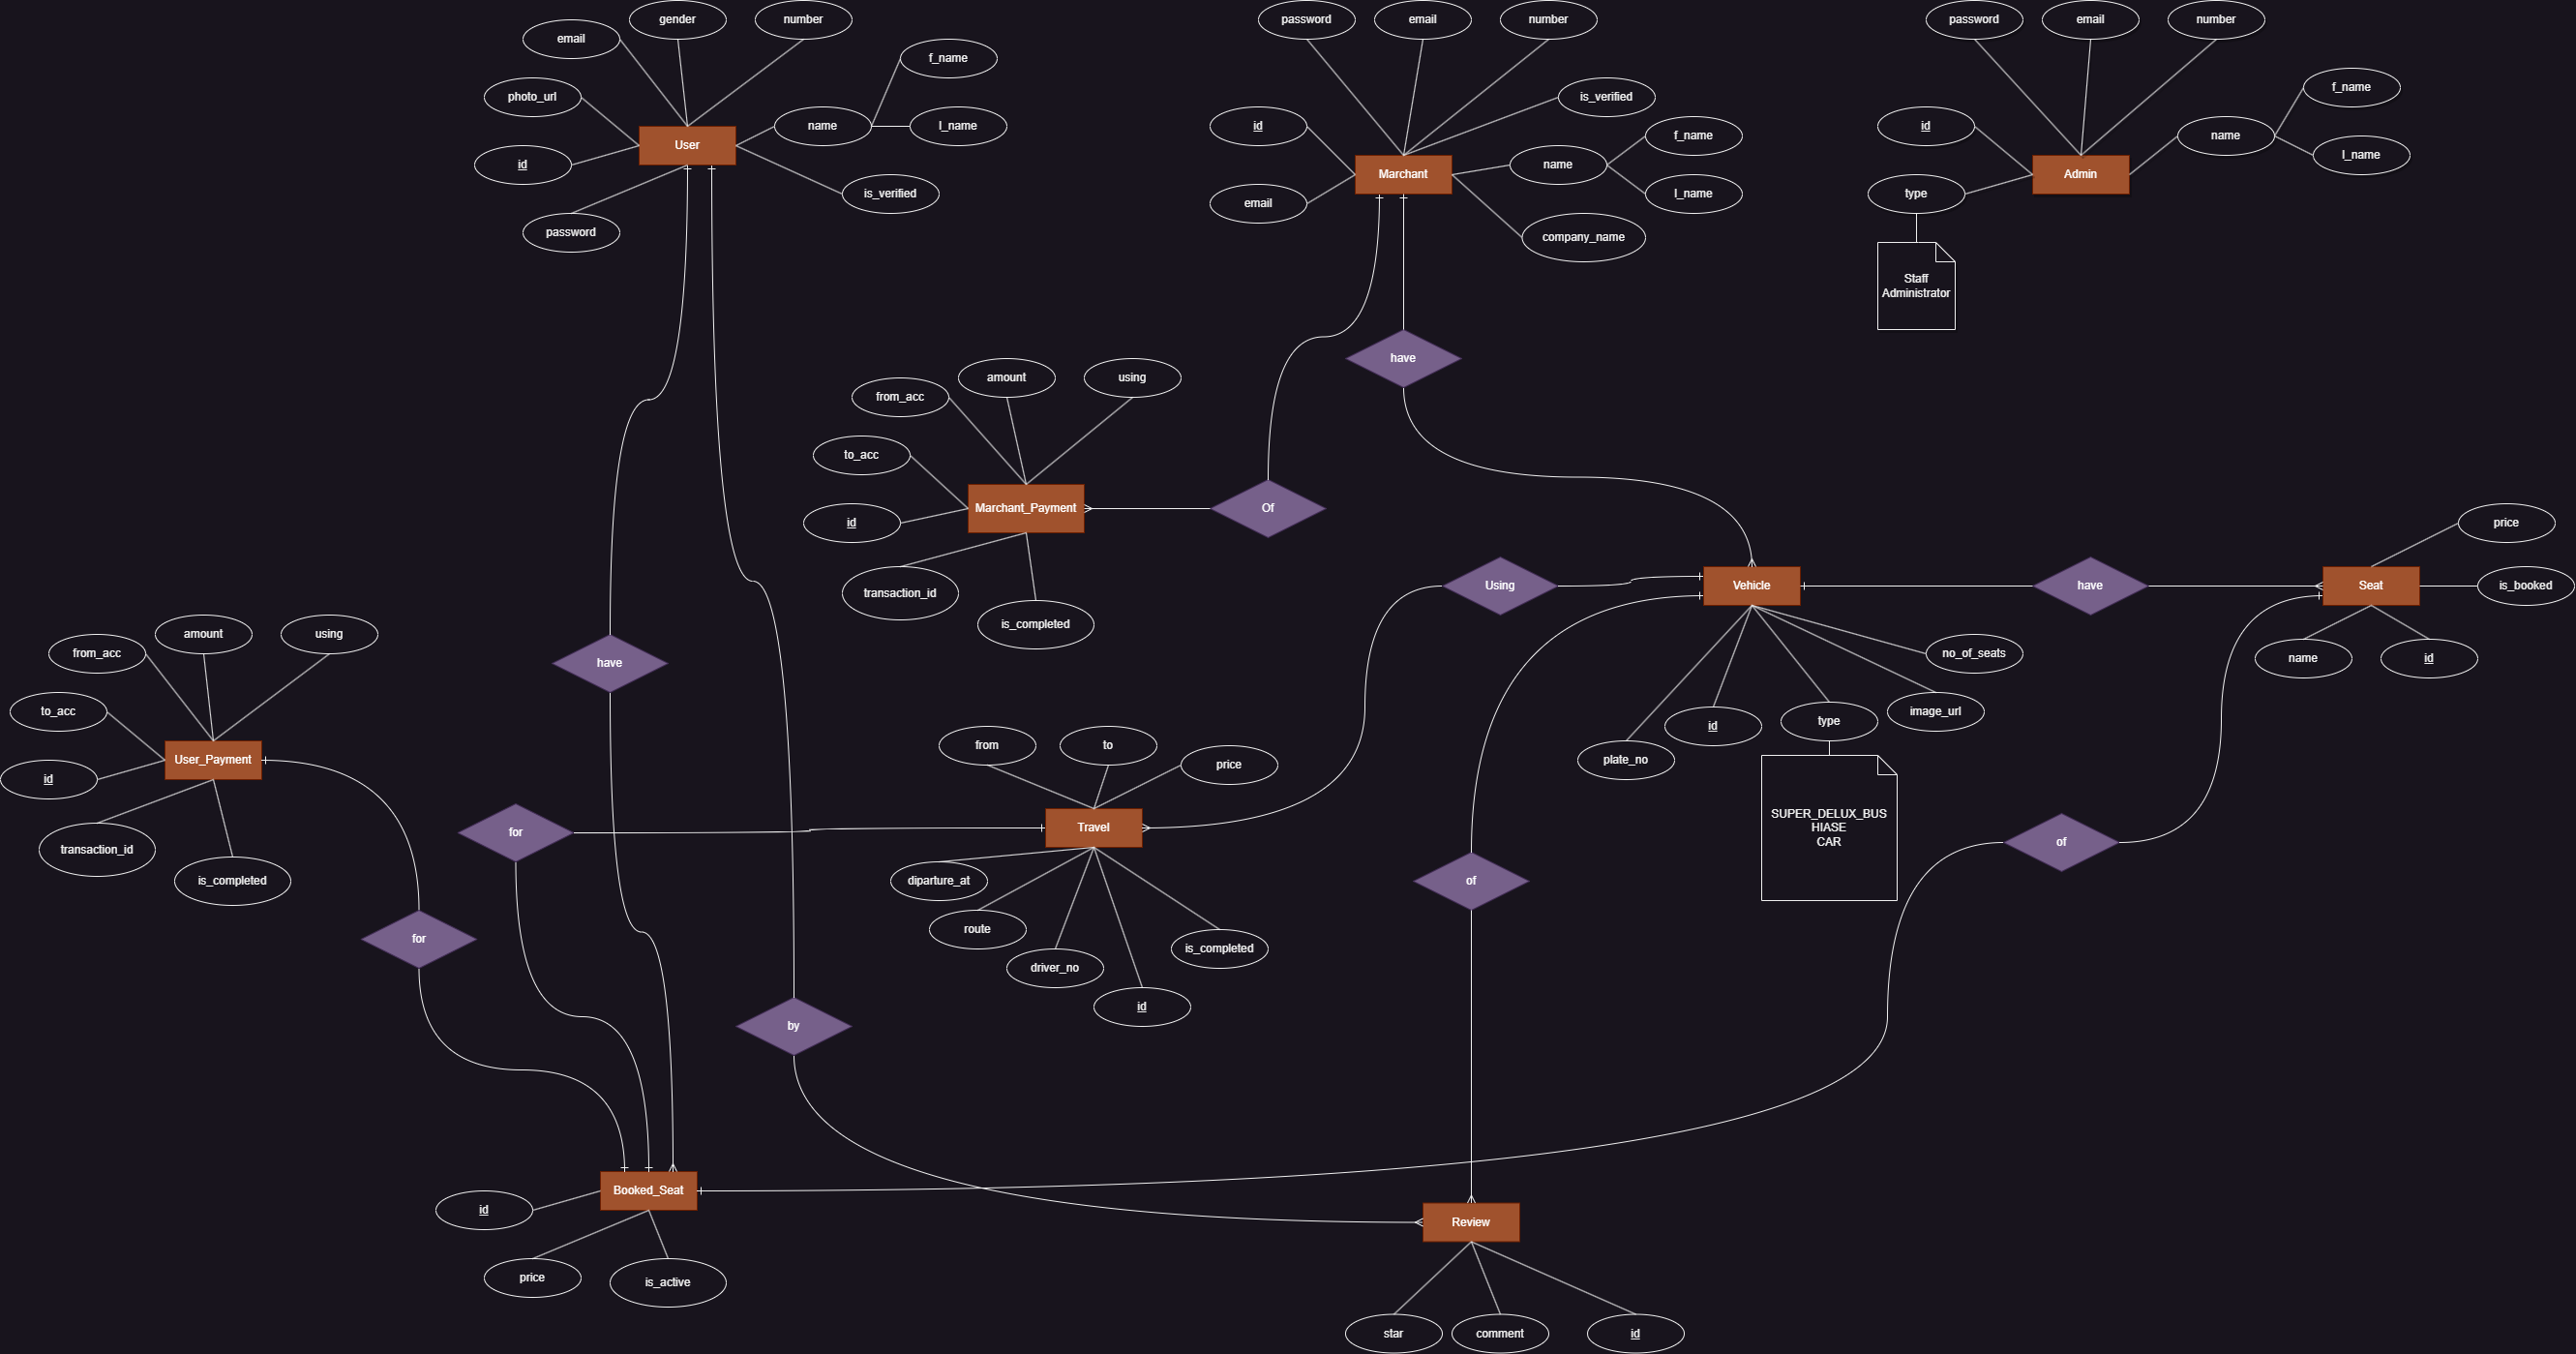 gender
number
email
f_name
photo_url
name
l_name
User
id
is_verified
password
password
email
number
is_verified
id
f_name
name
Marchant
l_name
email
company_name
password
email
number
f_name
id
name
l_name
Admin
type
Staff
Administrator
have
amount
using
from_acc
to_acc
Marchant_Payment
id
transaction_id
is_completed
Of
Using
Vehicle
have
Seat
price
is_booked
name
id
no_of_seats
image_url
type
id
plate_no
SUPER_DELUX_BUS
HIASE
CAR
amount
using
from_acc
to_acc
User_Payment
id
transaction_id
is_completed
have
for
for
from
to
price
Travel
diparture_at
route
driver_no
id
is_completed
of
of
by
Booked_Seat
id
price
is_active
Review
star
comment
id